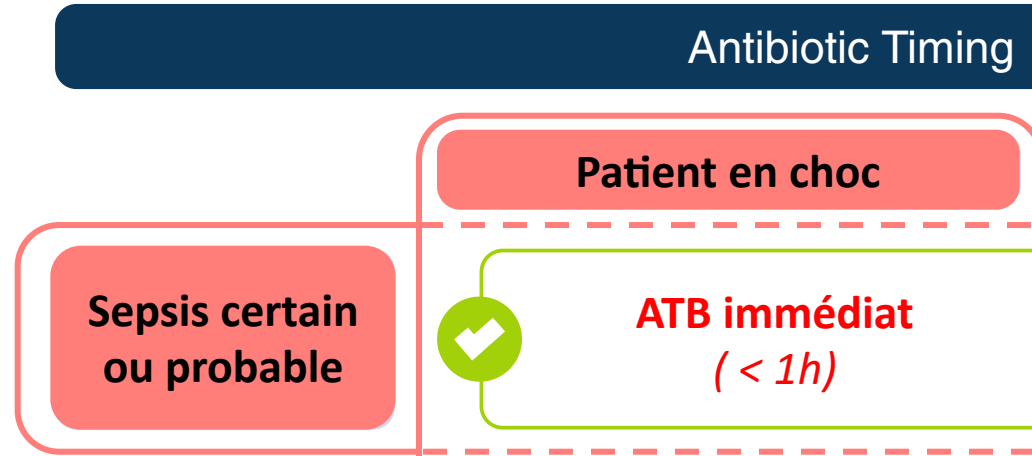 Antibiotic Timing
Patient en choc
Sepsis certain
ou probable
ATB immédiat
( < 1h)